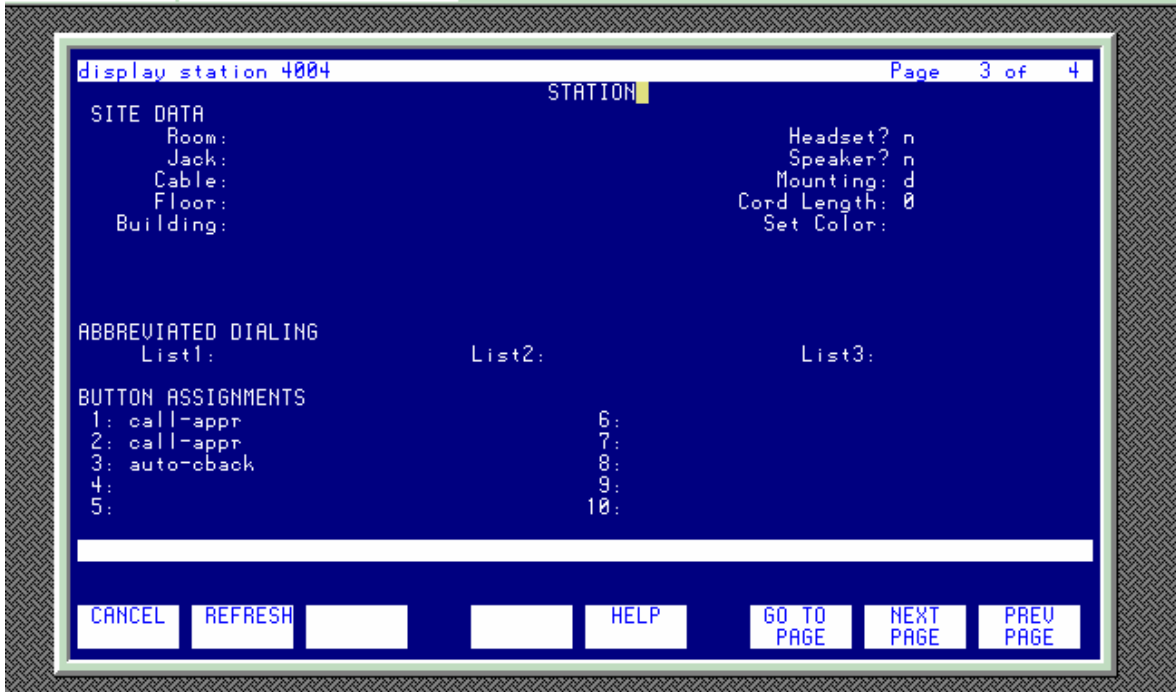 display station 4004 Page 3 of 4
STATION
SITE DATA
Room: Headset? n
Jack: Speaker? n
Cable: Mounting: d
Floor: Cord Length: 0
Building: Set Color:
ABBREVIATED DIALING
List1: List2: List3:
BUTTON ASSIGNMENTS
1: call-appr 6:
2: call-appr 7:
3: auto-cback 8:
4: 9:
5: 10:
CANCEL REFRESH HELP GO TO PAGE NEXT PAGE PREV PAGE